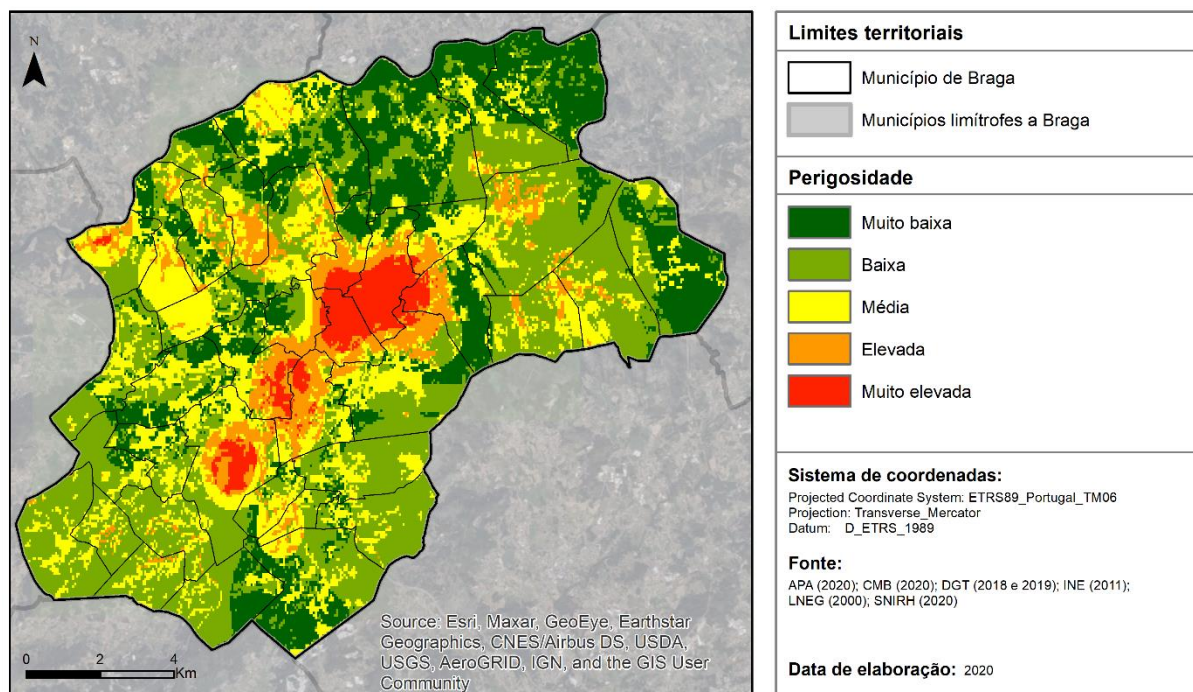 N
0 2 4
Km
Source: Esri, Maxar, GeoEye, Earthstar
Geographics, CNES/Airbus DS, USDA,
USGS, AeroGRID, IGN, and the GIS User
Community
Limites territoriais
Município de Braga
Municípios limítrofes a Braga
Perigosidade
Muito baixa
Baixa
Média
Elevada
Muito elevada
Sistema de coordenadas:
Projected Coordinate System: ETRS89_Portugal_TM06
Projection: Transverse_Mercator
Datum: D_ETRS_1989
Fonte:
APA (2020); CMB (2020); DGT (2018 e 2019); INE (2011);
LNEG (2000); SNIRH (2020)
Data de elaboração: 2020